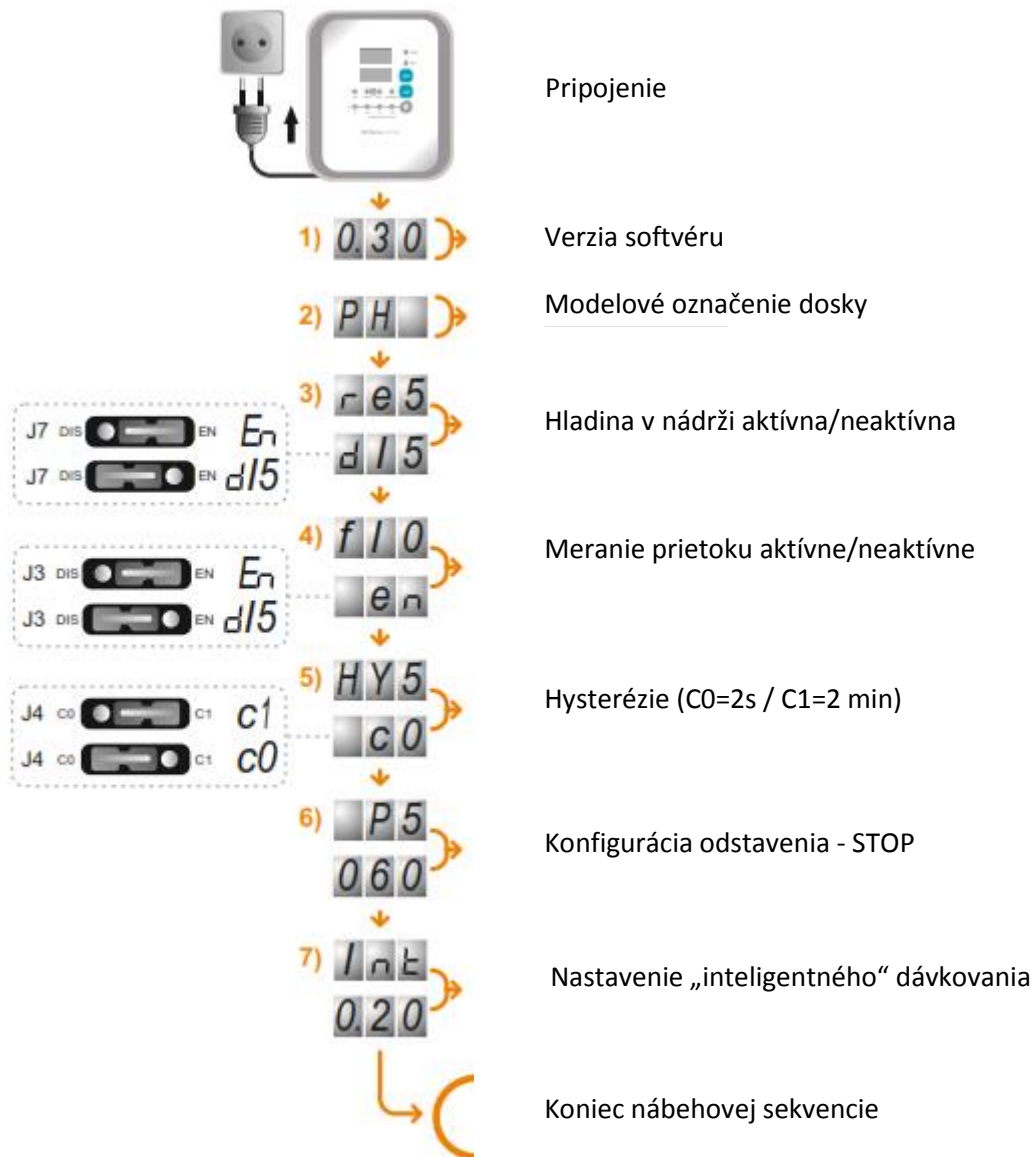 Pripojenie
1) 0.30
Verzia softvéru
2) PH
Modelové označenie dosky
3) re5
dI5
Hladina v nádrži aktívna/neaktívna
J7 DIS EN En
J7 DIS EN dI5
4) fI0
en
Meranie prietoku aktívne/neaktívne
J3 DIS EN En
J3 DIS EN dI5
5) HY5
c0
Hysterézie (C0=2s / C1=2 min)
J4 C0 C1 c1
J4 C0 C1 c0
6) P5
060
Konfigurácia odstavenia - STOP
7) Int
0.20
Nastavenie „inteligentného“ dávkovania
Koniec nábehovej sekvencie